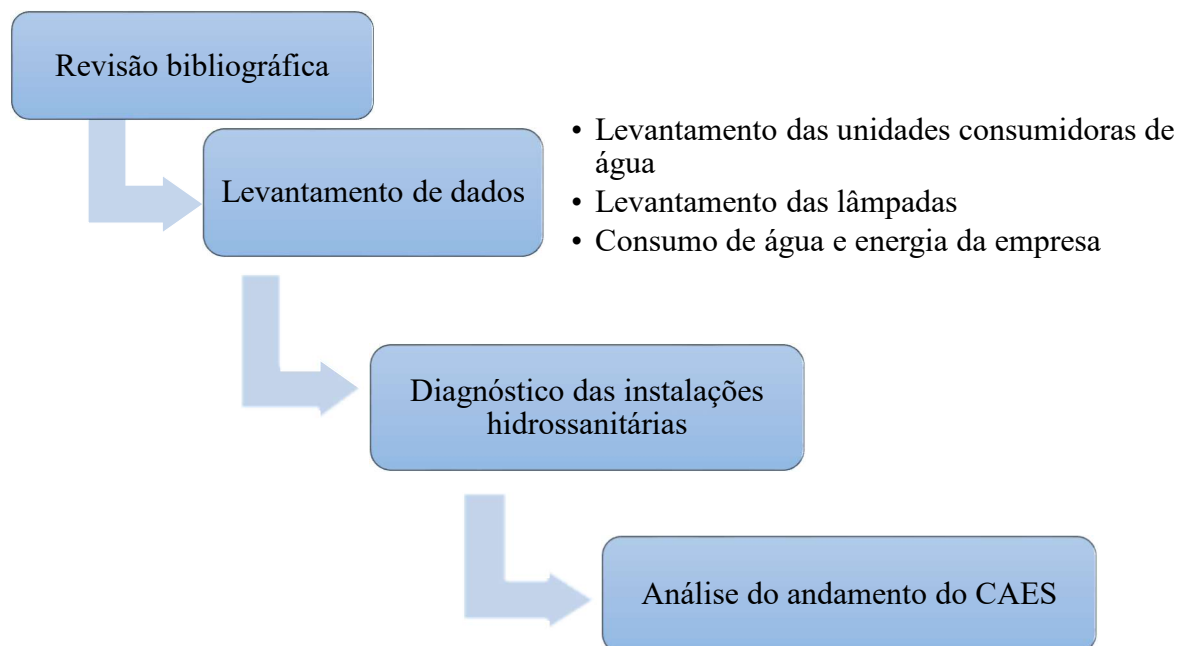 Revisão bibliográfica
Levantamento de dados
• Levantamento das unidades consumidoras de
água
• Levantamento das lâmpadas
• Consumo de água e energia da empresa
Diagnóstico das instalações
hidrossanitárias
Análise do andamento do CAES